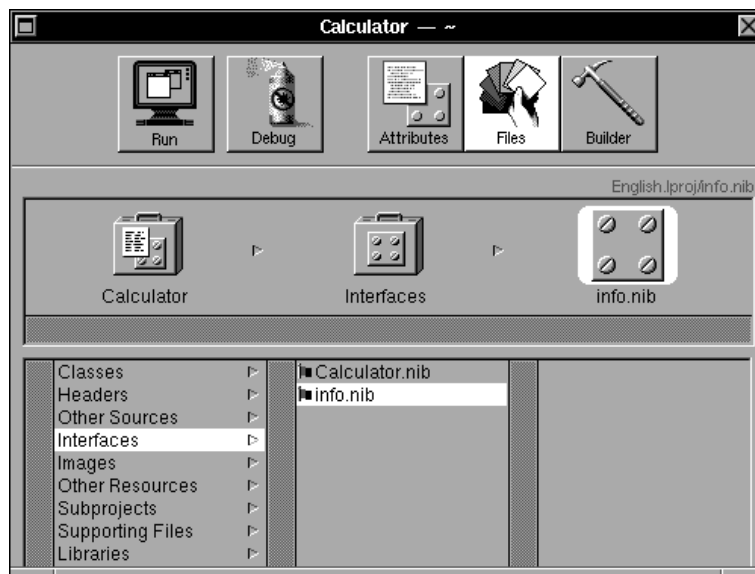 Calculator — ~
Run Debug Attributes Files Builder
English.lproj/info.nib
Calculator Interfaces info.nib
Classes Calculator.nib
Headers info.nib
Other Sources
Interfaces
Images
Other Resources
Subprojects
Supporting Files
Libraries